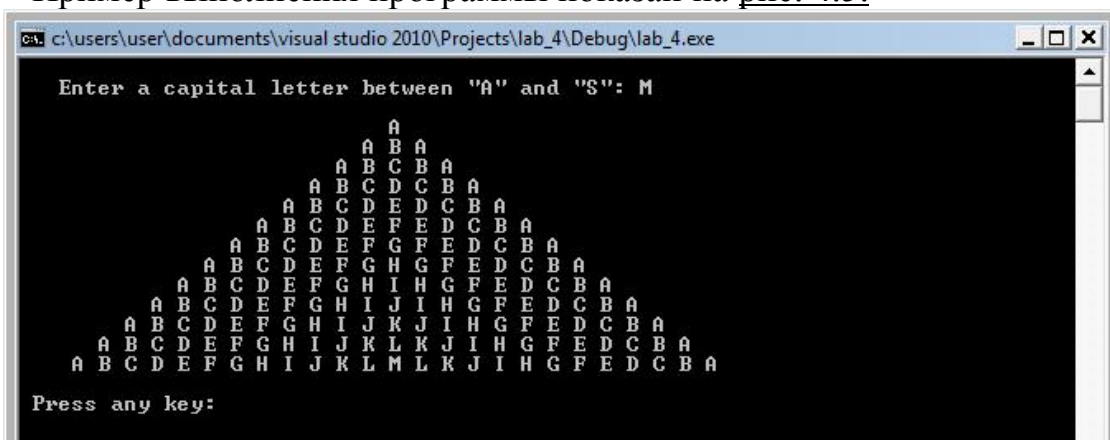 Пример выполнения программы показан на рис. 4.5.
c:\users\user\documents\visual studio 2010\Projects\lab_4\Debug\lab_4.exe
Enter a capital letter between "A" and "S": M
A
A B A
A B C B A
A B C D C B A
A B C D E D C B A
A B C D E F E D C B A
A B C D E F G F E D C B A
A B C D E F G H G F E D C B A
A B C D E F G H I H G F E D C B A
A B C D E F G H I J I H G F E D C B A
A B C D E F G H I J K J I H G F E D C B A
A B C D E F G H I J K L K J I H G F E D C B A
A B C D E F G H I J K L M L K J I H G F E D C B A
Press any key: